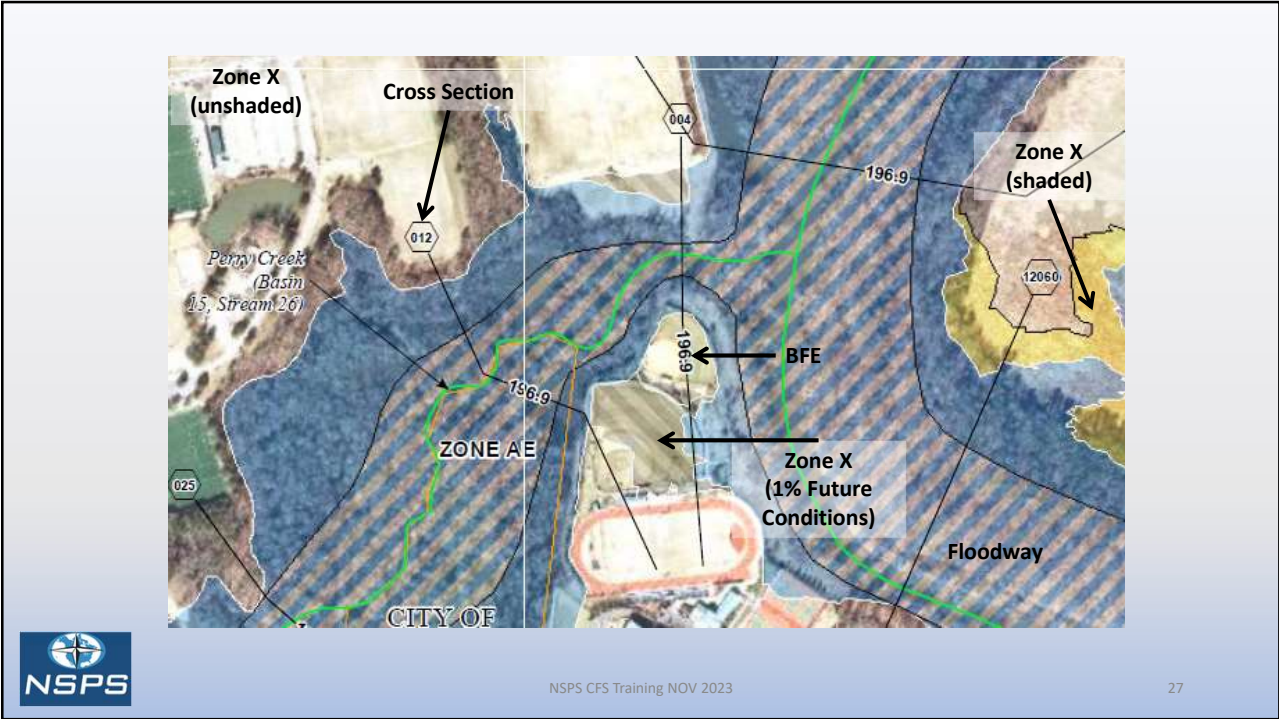 Zone X
(unshaded)
Cross Section
004
196.9
Zone X
(shaded)
012
Perry Creek
(Basin
15, Stream 26)
12060
196.9
BFE
196.9
ZONE AE
Zone X
(1% Future
Conditions)
025
Floodway
CITY OF
NSPS
NSPS CFS Training NOV 2023
27